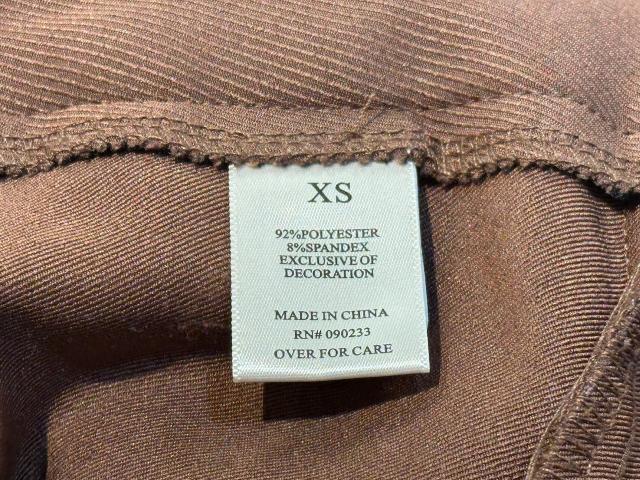 XS
92%POLYESTER
8%SPANDEX
EXCLUSIVE OF
DECORATION
MADE IN CHINA
RN# 090233
OVER FOR CARE